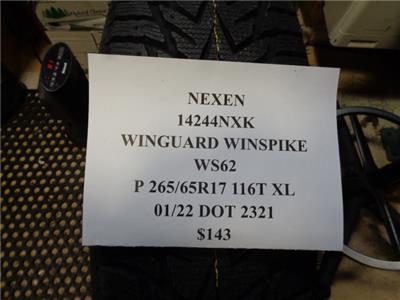 NEXEN
14244NXK
WINGUARD WINSPIKE
WS62
P 265/65R17 116T XL
01/22 DOT 2321
$143